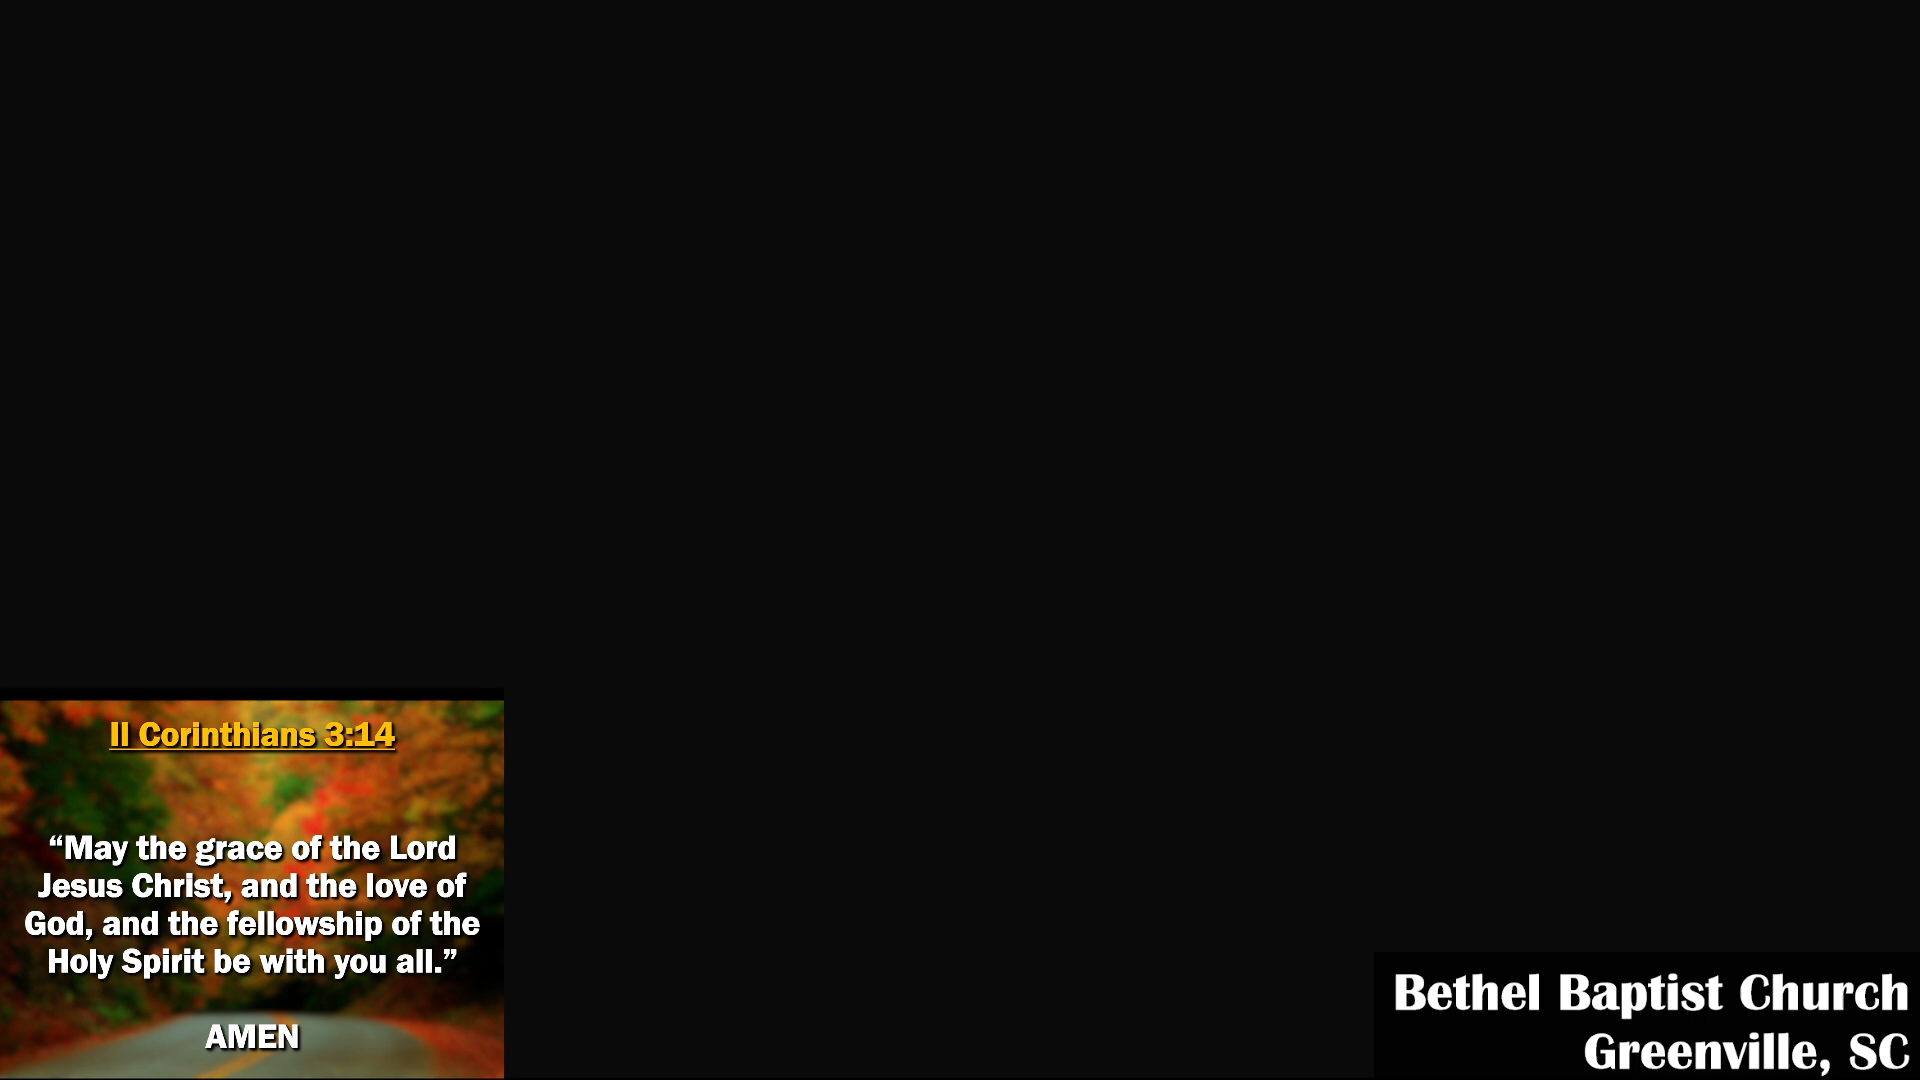 II Corinthians 3:14
“May the grace of the Lord
Jesus Christ, and the love of
God, and the fellowship of the
Holy Spirit be with you all.”
AMEN
Bethel Baptist Church
Greenville, SC